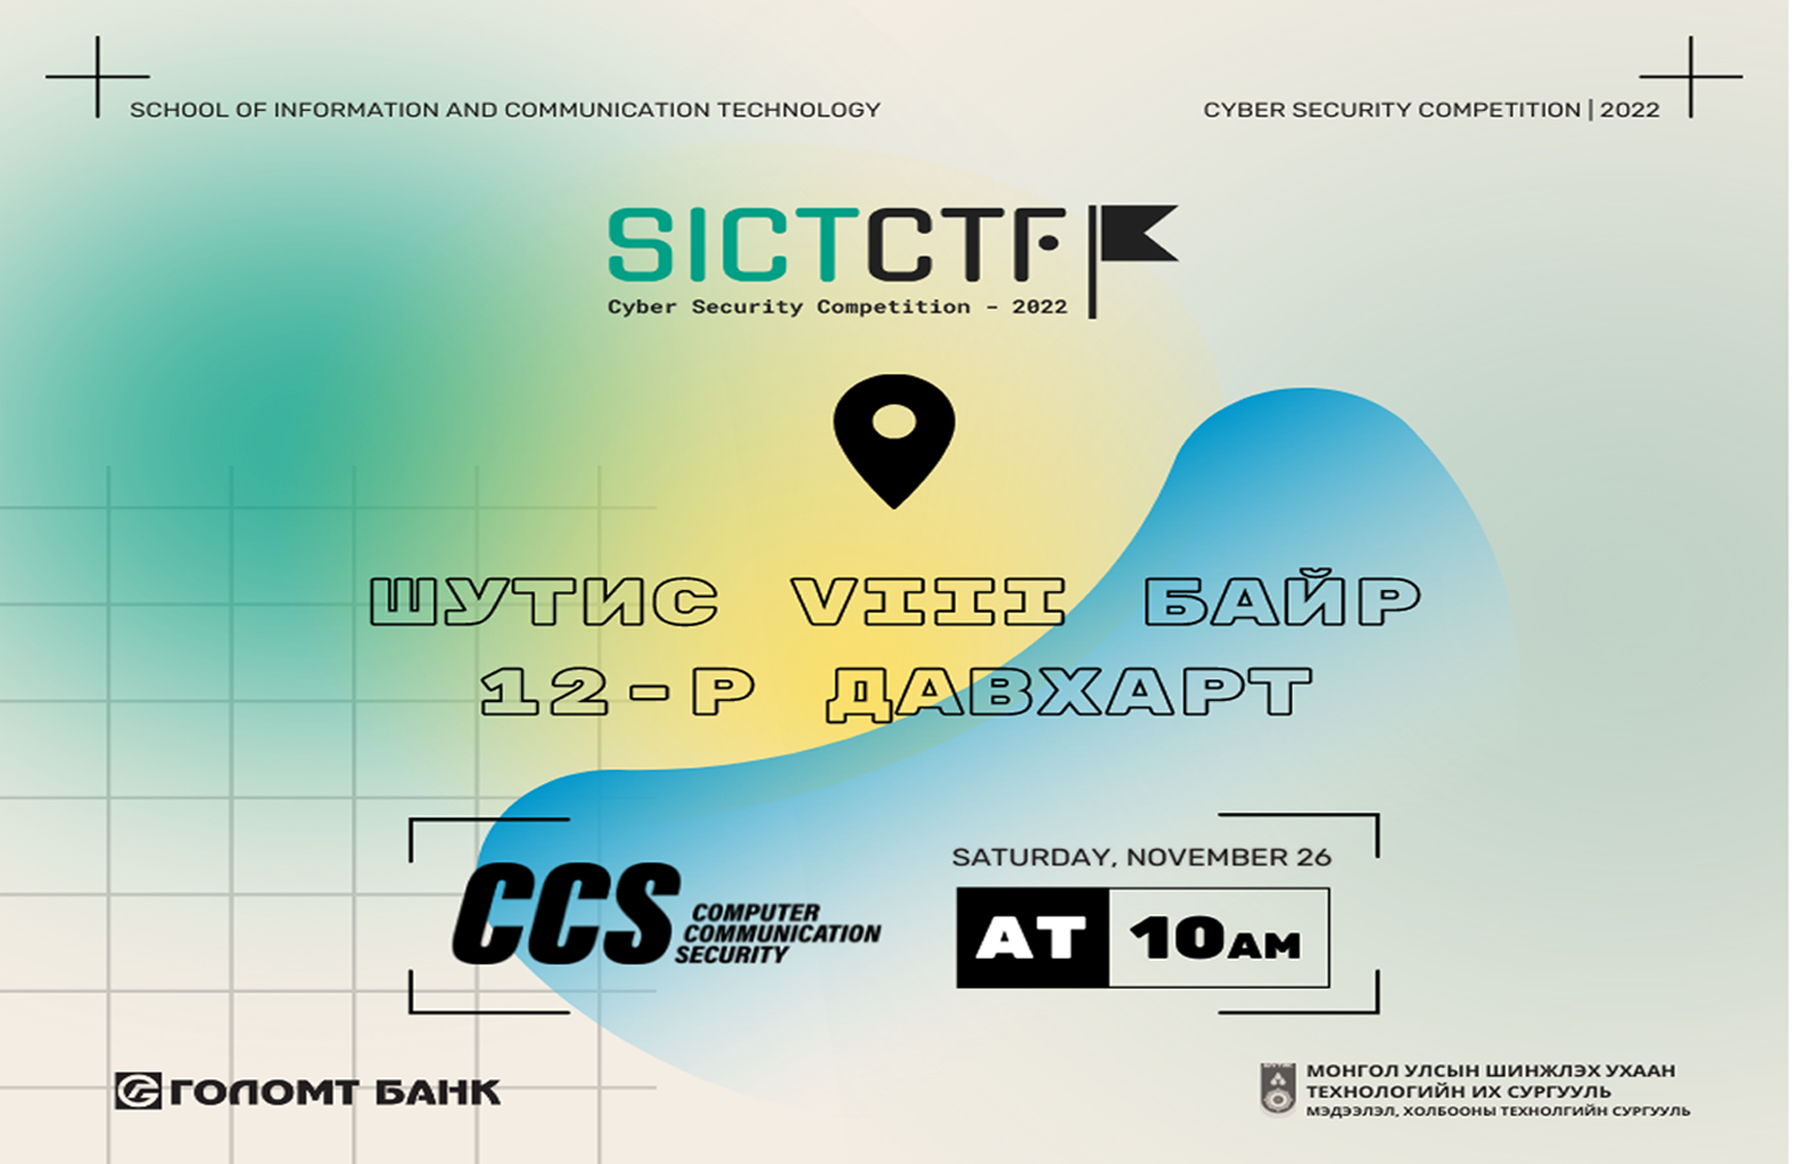 SCHOOL OF INFORMATION AND COMMUNICATION TECHNOLOGY
CYBER SECURITY COMPETITION | 2022
SICTCTF
Cyber Security Competition - 2022
ШУТИС VIII БАЙР
12-Р ДАВХАРТ
CCS
COMPUTER
COMMUNICATION
SECURITY
SATURDAY, NOVEMBER 26
AT 10AM
ГОЛОМТ БАНК
МОНГОЛ УЛСЫН ШИНЖЛЭХ УХААН
ТЕХНОЛОГИЙН ИХ СУРГУУЛЬ
МЭДЭЭЛЭЛ, ХОЛБООНЫ ТЕХНОЛГИЙН СУРГУУЛЬ